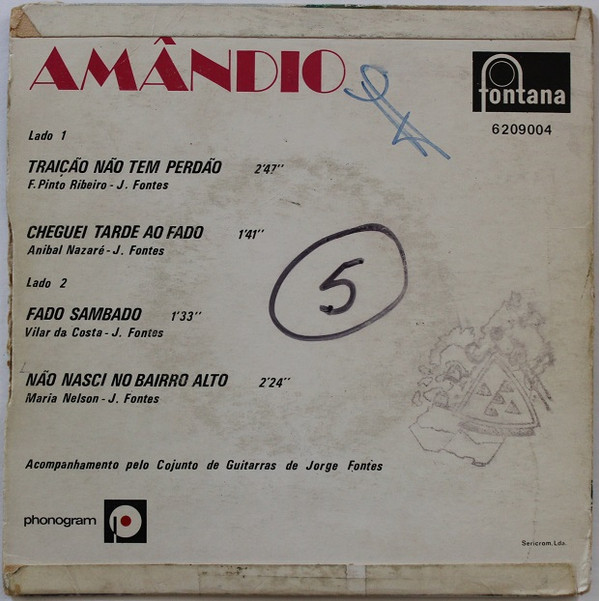 AMÂNDIO
fontana
6209004
Lado 1
TRAIÇÃO NÃO TEM PERDÃO 2'47''
F. Pinto Ribeiro - J. Fontes
CHEGUEI TARDE AO FADO 1'41''
Anibal Nazaré - J. Fontes
5
Lado 2
FADO SAMBADO 1'33''
Vilar da Costa - J. Fontes
NÃO NASCI NO BAIRRO ALTO 2'24''
Maria Nelson - J. Fontes
Acompanhamento pelo Cojunto de Guitarras de Jorge Fontes
phonogram p
Sericrom. Lda.